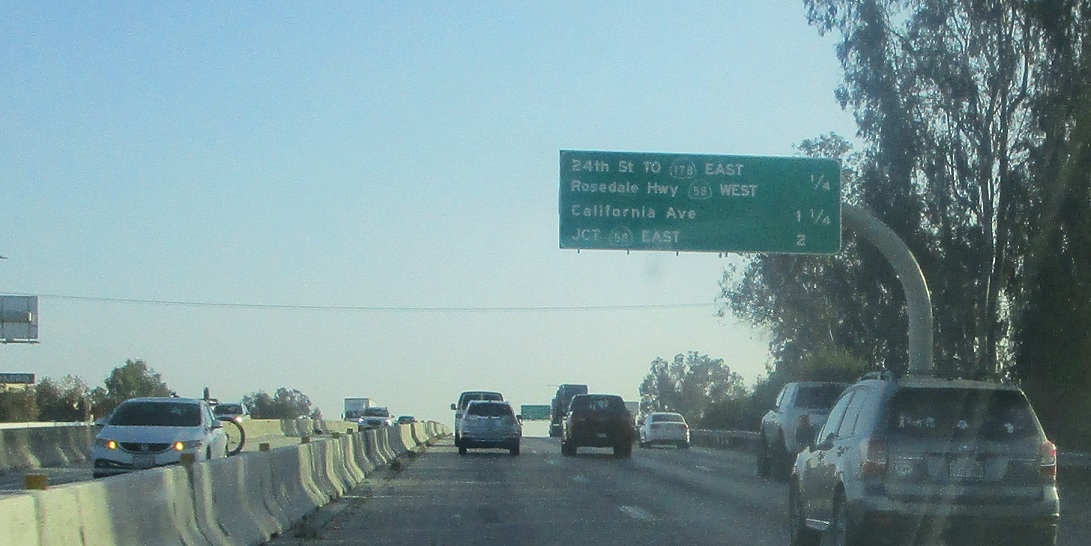 24th St TO 178 EAST 1/4
Rosedale Hwy 58 WEST
California Ave 1 1/4
JCT 58 EAST 2